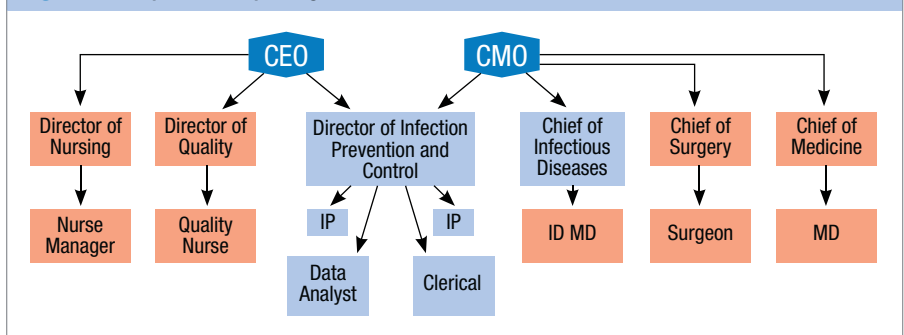 CEO
CMO
Director of
Nursing
Director of
Quality
Director of Infection
Prevention and
Control
Chief of
Infectious
Diseases
Chief of
Surgery
Chief of
Medicine
Nurse
Manager
Quality
Nurse
IP
IP
ID MD
Surgeon
MD
Data
Analyst
Clerical